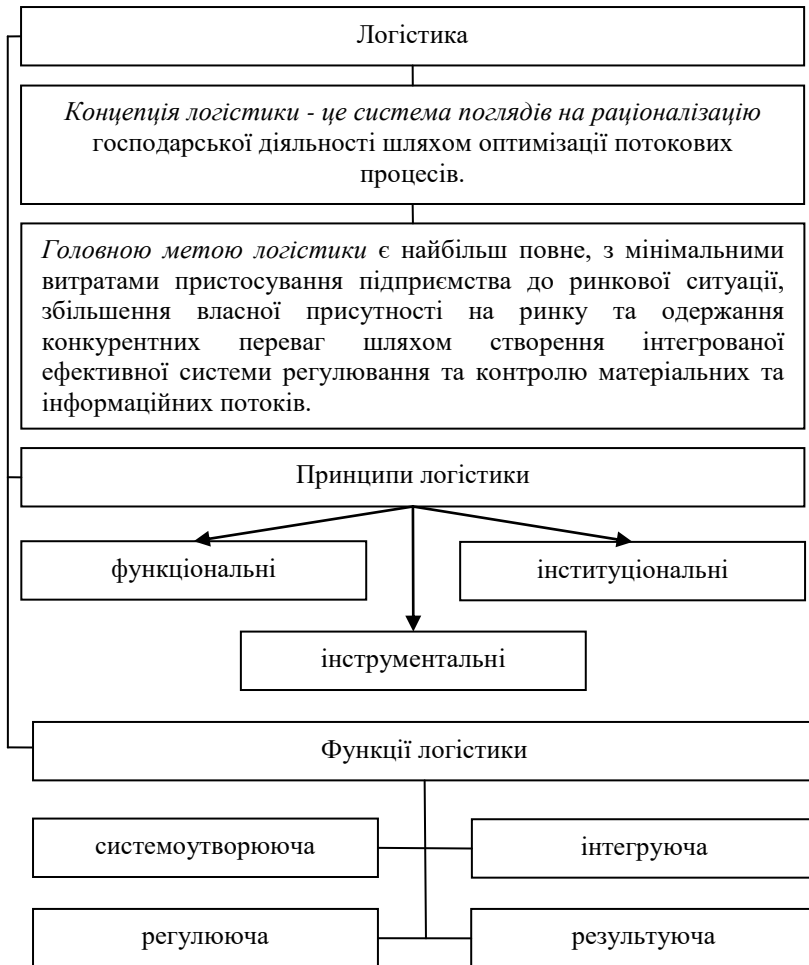 Логістика
Концепція логістики - це система поглядів на раціоналізацію
господарської діяльності шляхом оптимізації потокових
процесів.
Головною метою логістики є найбільш повне, з мінімальними
витратами пристосування підприємства до ринкової ситуації,
збільшення власної присутності на ринку та одержання
конкурентних переваг шляхом створення інтегрованої
ефективної системи регулювання та контролю матеріальних та
інформаційних потоків.
Принципи логістики
функціональні
інституціональні
інструментальні
Функції логістики
системоутворююча
інтегруюча
регулююча
результуюча